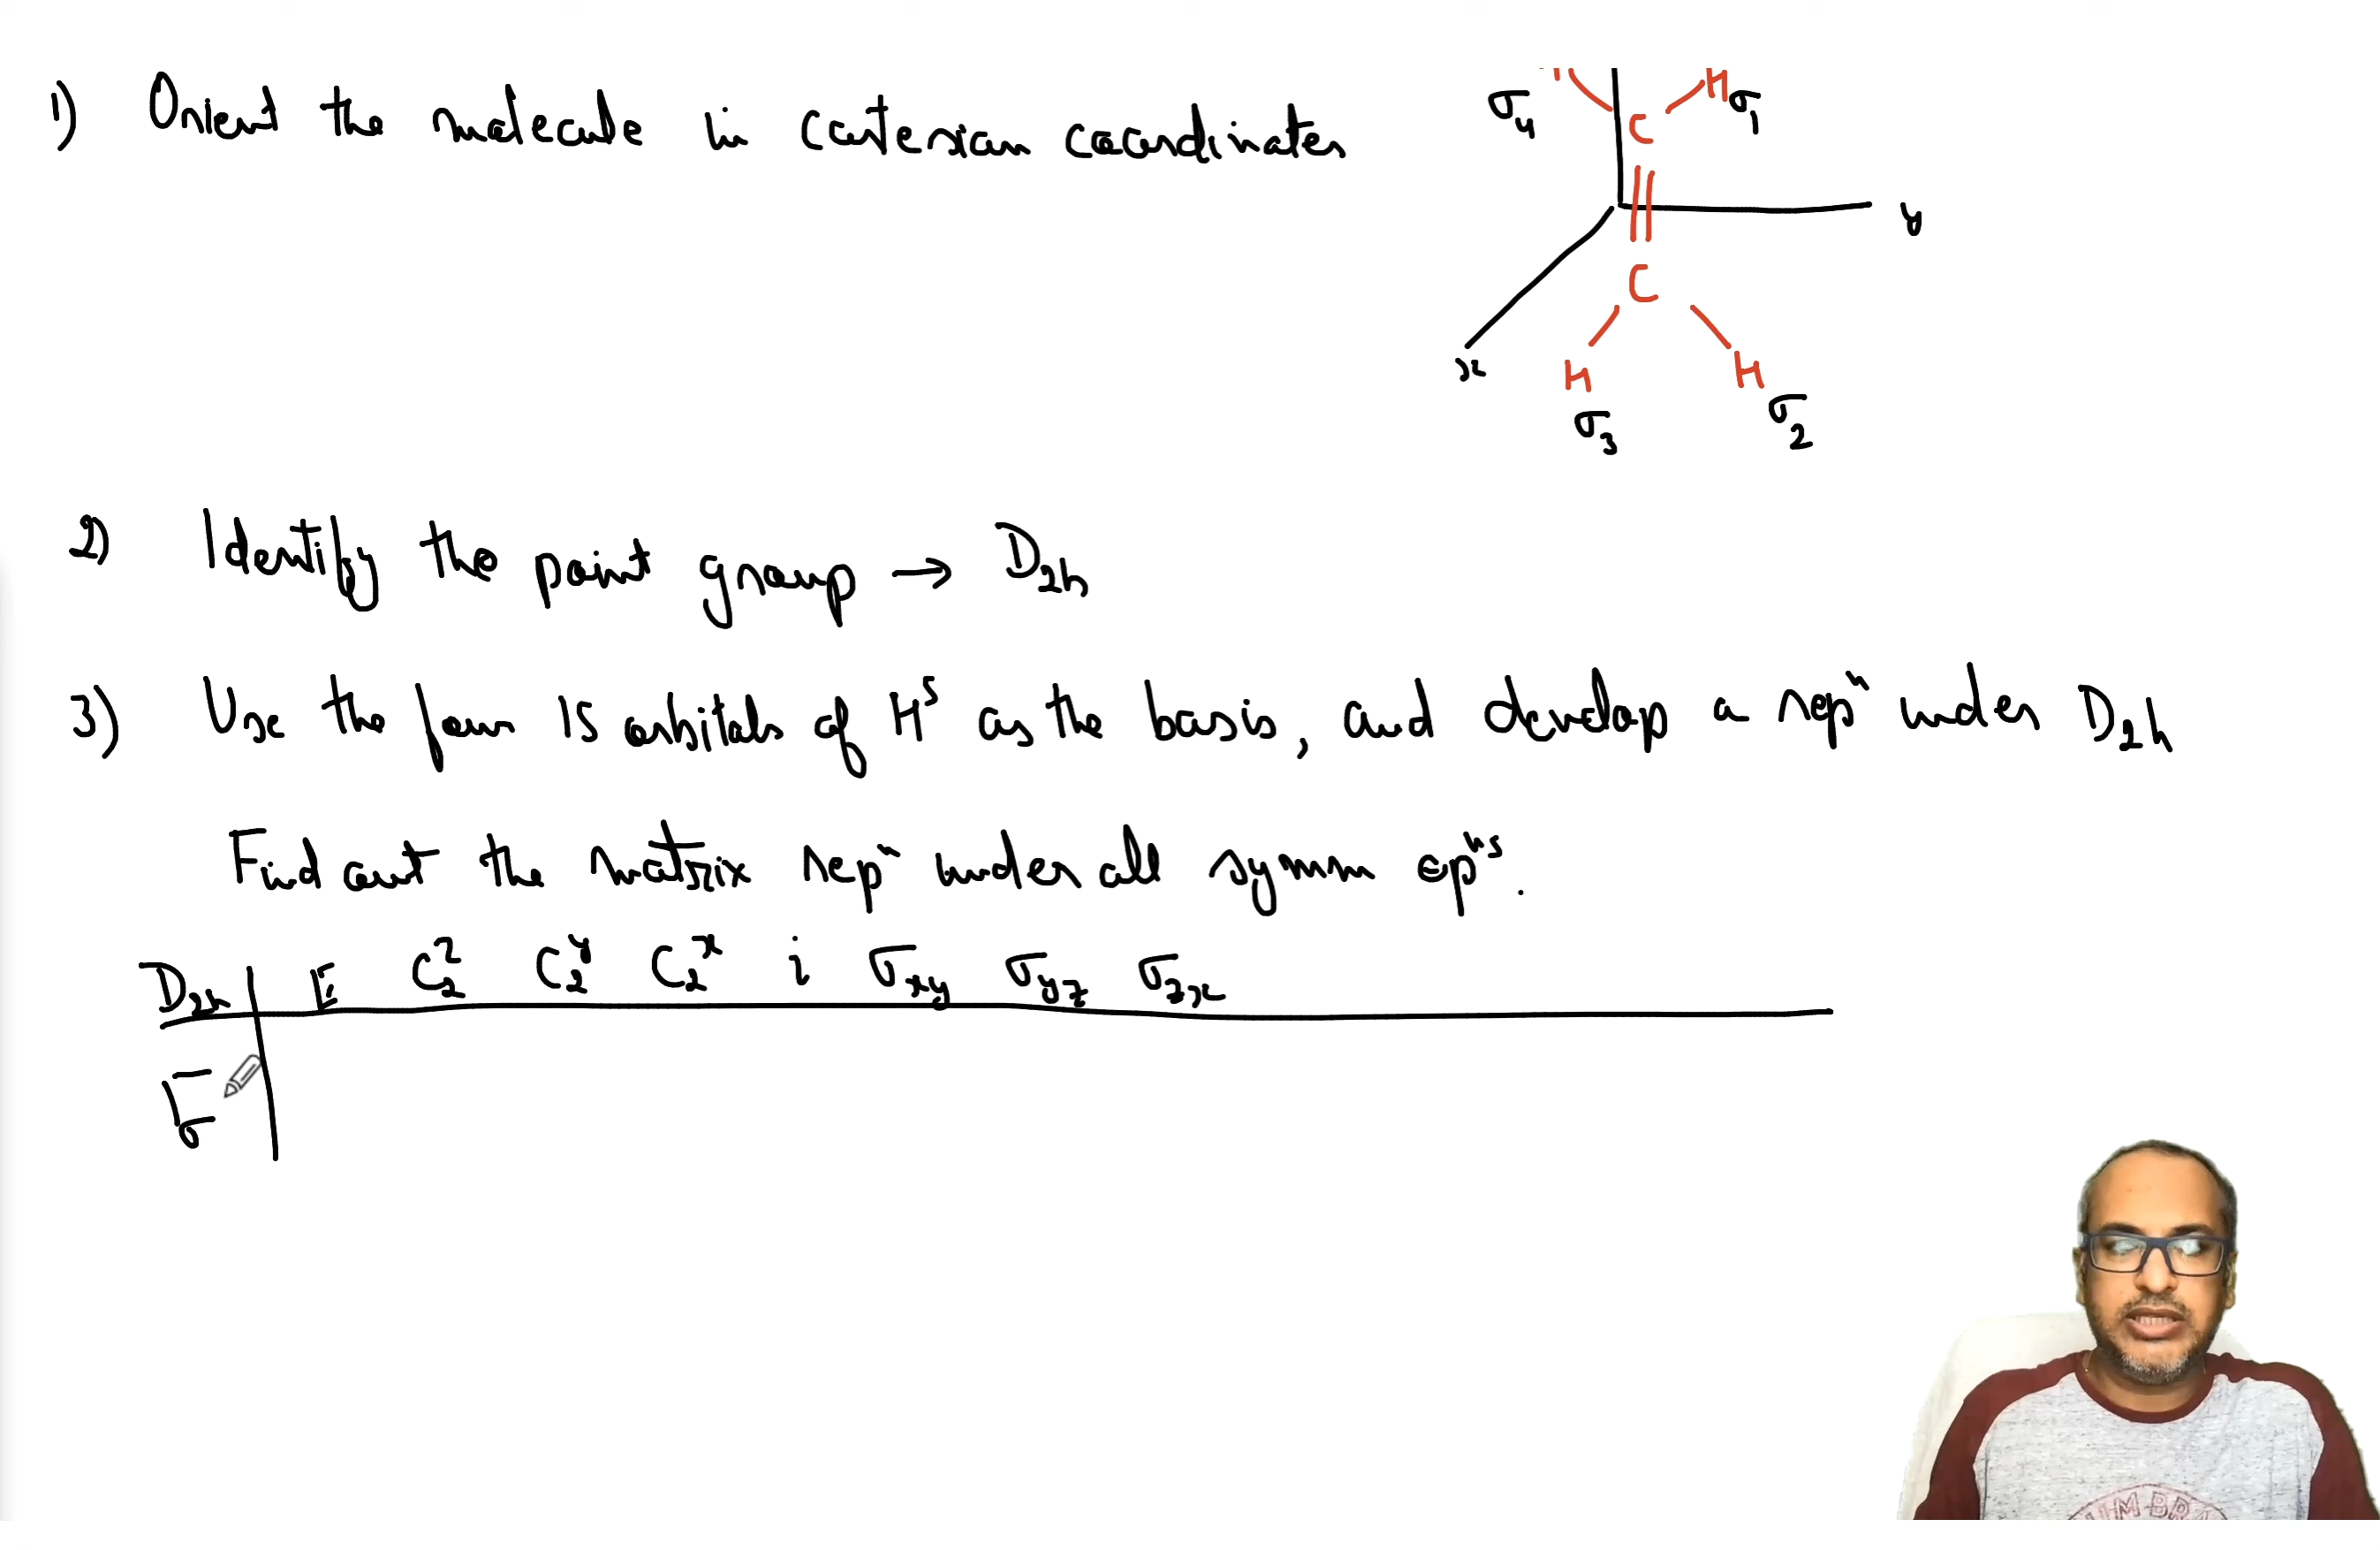 1) Orient the molecule in cartesian coordinates
H
H
σ4
σ1
C
y
C
x
H
H
σ3
σ2
2) Identify the point group → D2h
3) Use the four 1S orbitals of Hˢ as the basis, and develop a repⁿ under D2h
Find out the matrix repⁿ under all symm opⁿˢ.
D2h E C2ᶻ C2ʸ C2ˣ i σxy σyz σzx
Γσ